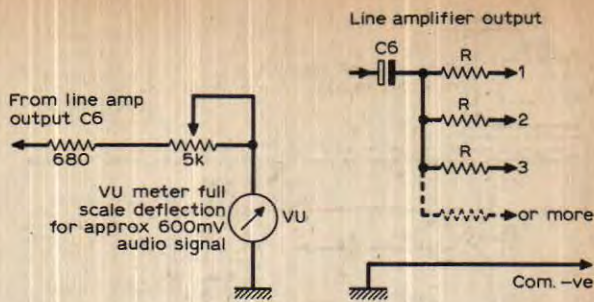 From line amp
output C6
680
5k
VU meter full
scale deflection
for approx 600mV
audio signal
VU
Line amplifier output
C6
R
1
R
2
R
3
or more
Com. -ve